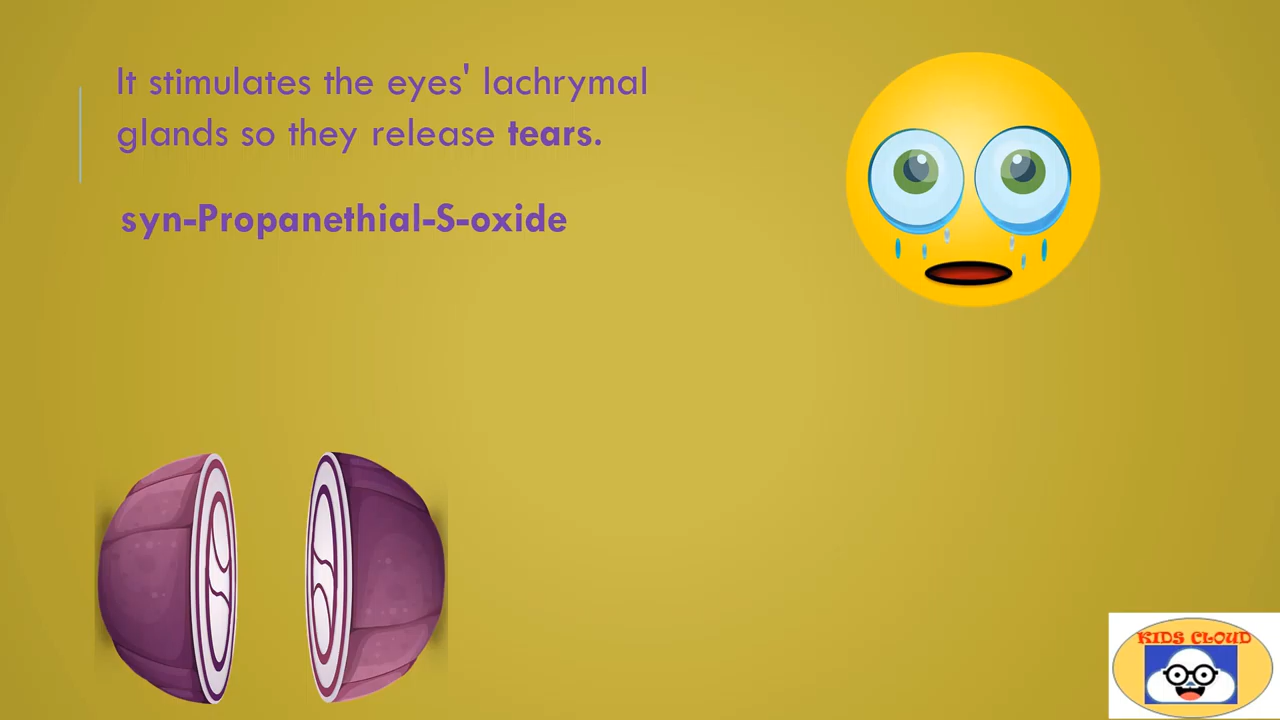 It stimulates the eyes' lachrymal
glands so they release tears.
syn-Propanethial-S-oxide
KIDS CLOUD